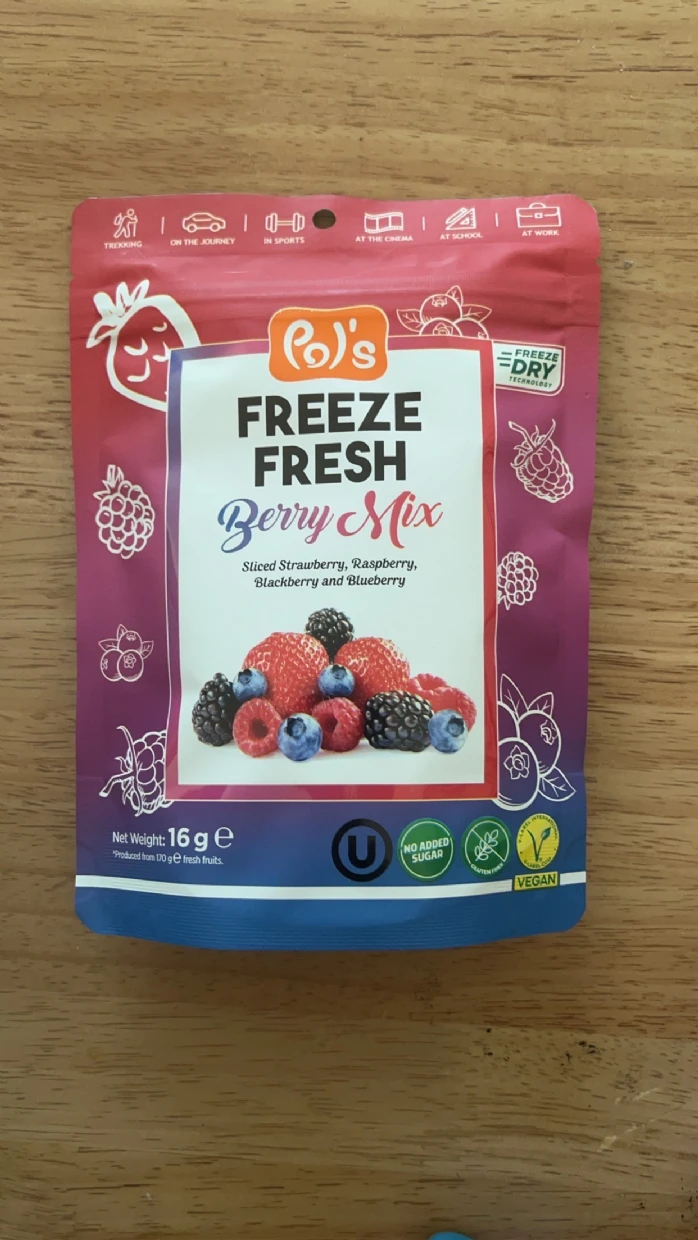 TREKKING
ON THE JOURNEY
IN SPORTS
AT THE CINEMA
AT SCHOOL
AT WORK
Pol's
FREEZE
DRY
TECHNOLOGY
FREEZE
FRESH
Berry Mix
Sliced Strawberry, Raspberry,
Blackberry and Blueberry
Net Weight: 16 g e
*Produced from 170 g e fresh fruits.
U
NO ADDED
SUGAR
GLUTEN FREE
V
VEGAN